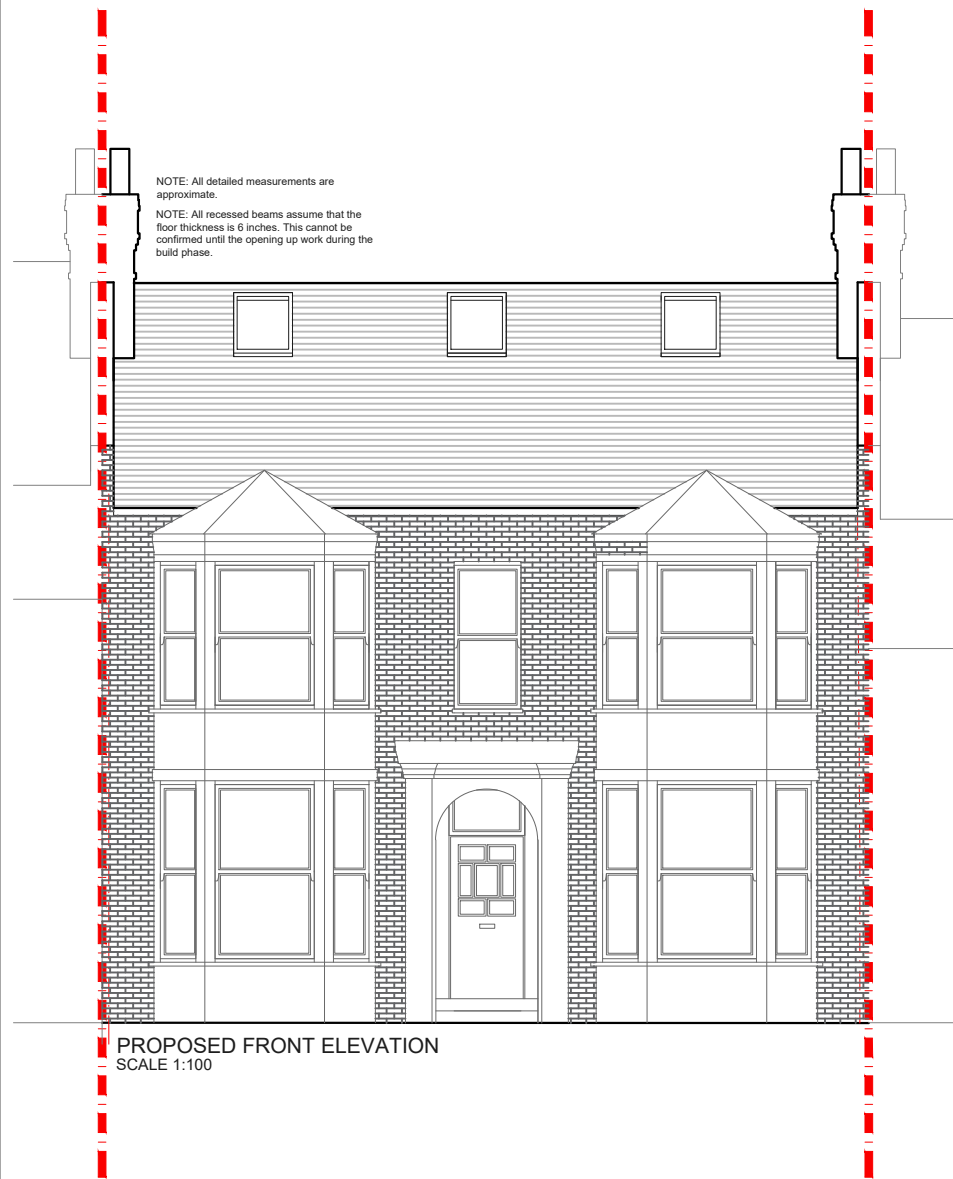 NOTE: All detailed measurements are
approximate.
NOTE: All recessed beams assume that the
floor thickness is 6 inches. This cannot be
confirmed until the opening up work during the
build phase.
PROPOSED FRONT ELEVATION
SCALE 1:100